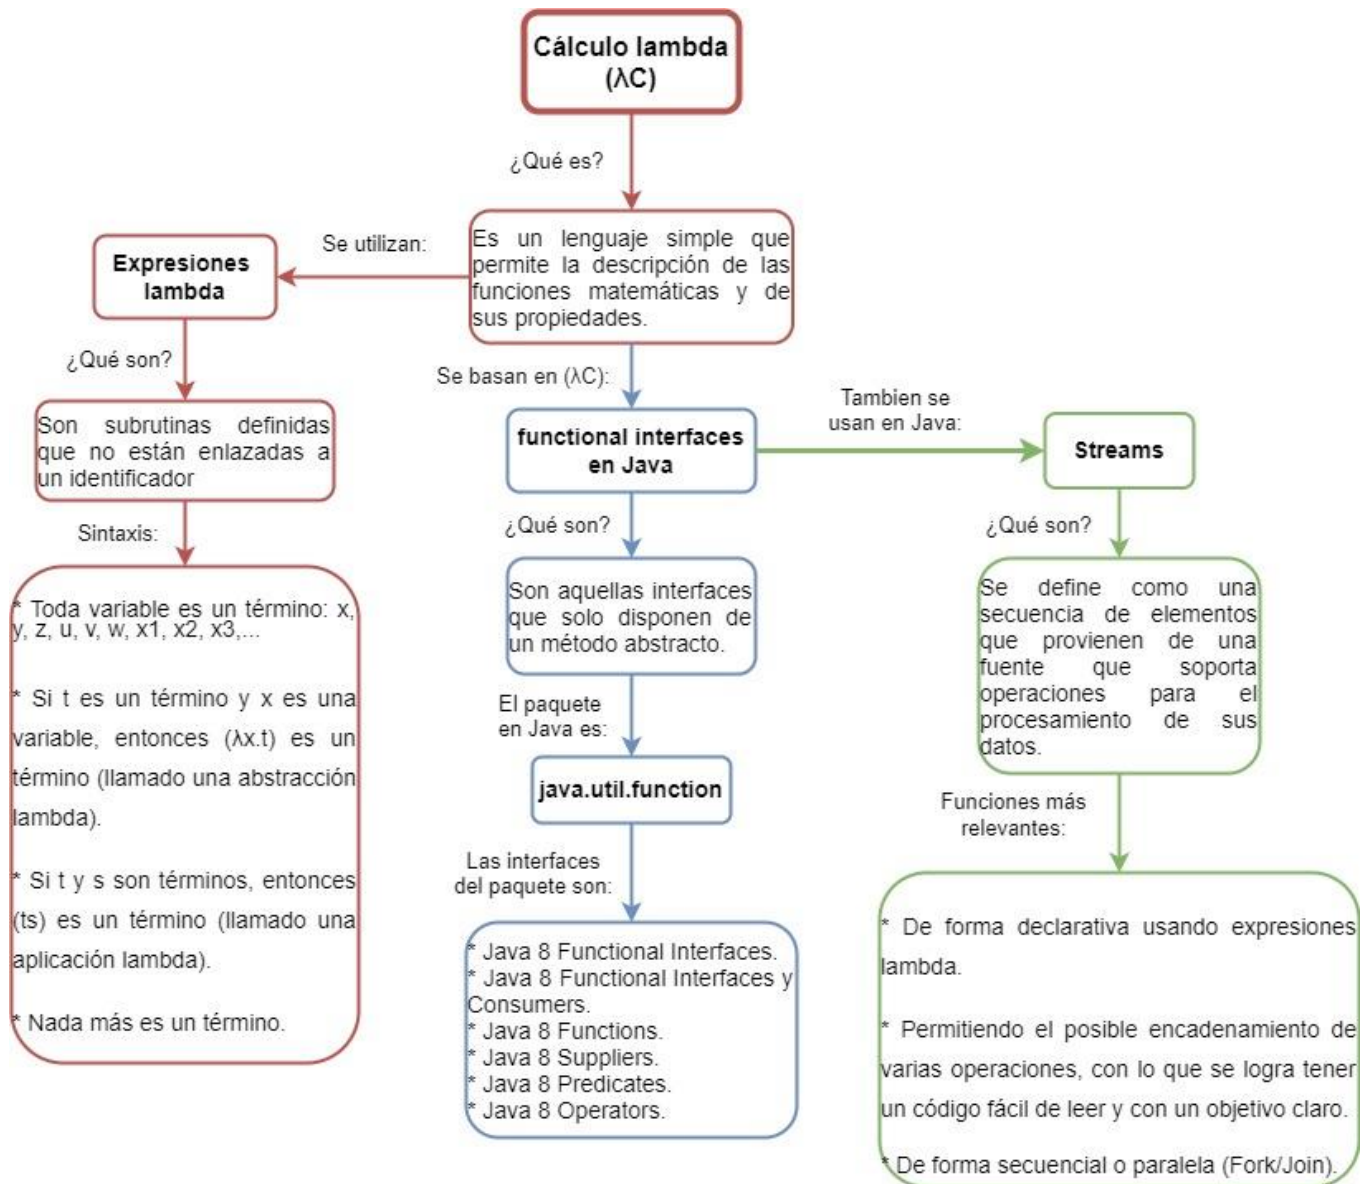 Cálculo lambda
(λC)
¿Qué es?
Es un lenguaje simple que
permite la descripción de las
funciones matemáticas y de
sus propiedades.
Se utilizan:
Expresiones
lambda
¿Qué son?
Son subrutinas definidas
que no están enlazadas a
un identificador
Sintaxis:
* Toda variable es un término: x,
y, z, u, v, w, x1, x2, x3,...
* Si t es un término y x es una
variable, entonces (λx.t) es un
término (llamado una abstracción
lambda).
* Si t y s son términos, entonces
(ts) es un término (llamado una
aplicación lambda).
* Nada más es un término.
Se basan en (λC):
functional interfaces
en Java
¿Qué son?
Son aquellas interfaces
que solo disponen de
un método abstracto.
El paquete
en Java es:
java.util.function
Las interfaces
del paquete son:
* Java 8 Functional Interfaces.
* Java 8 Functional Interfaces y
Consumers.
* Java 8 Functions.
* Java 8 Suppliers.
* Java 8 Predicates.
* Java 8 Operators.
Tambien se
usan en Java:
Streams
¿Qué son?
Se define como una
secuencia de elementos
que provienen de una
fuente que soporta
operaciones para el
procesamiento de sus
datos.
Funciones más
relevantes:
* De forma declarativa usando expresiones
lambda.
* Permitiendo el posible encadenamiento de
varias operaciones, con lo que se logra tener
un código fácil de leer y con un objetivo claro.
* De forma secuencial o paralela (Fork/Join).